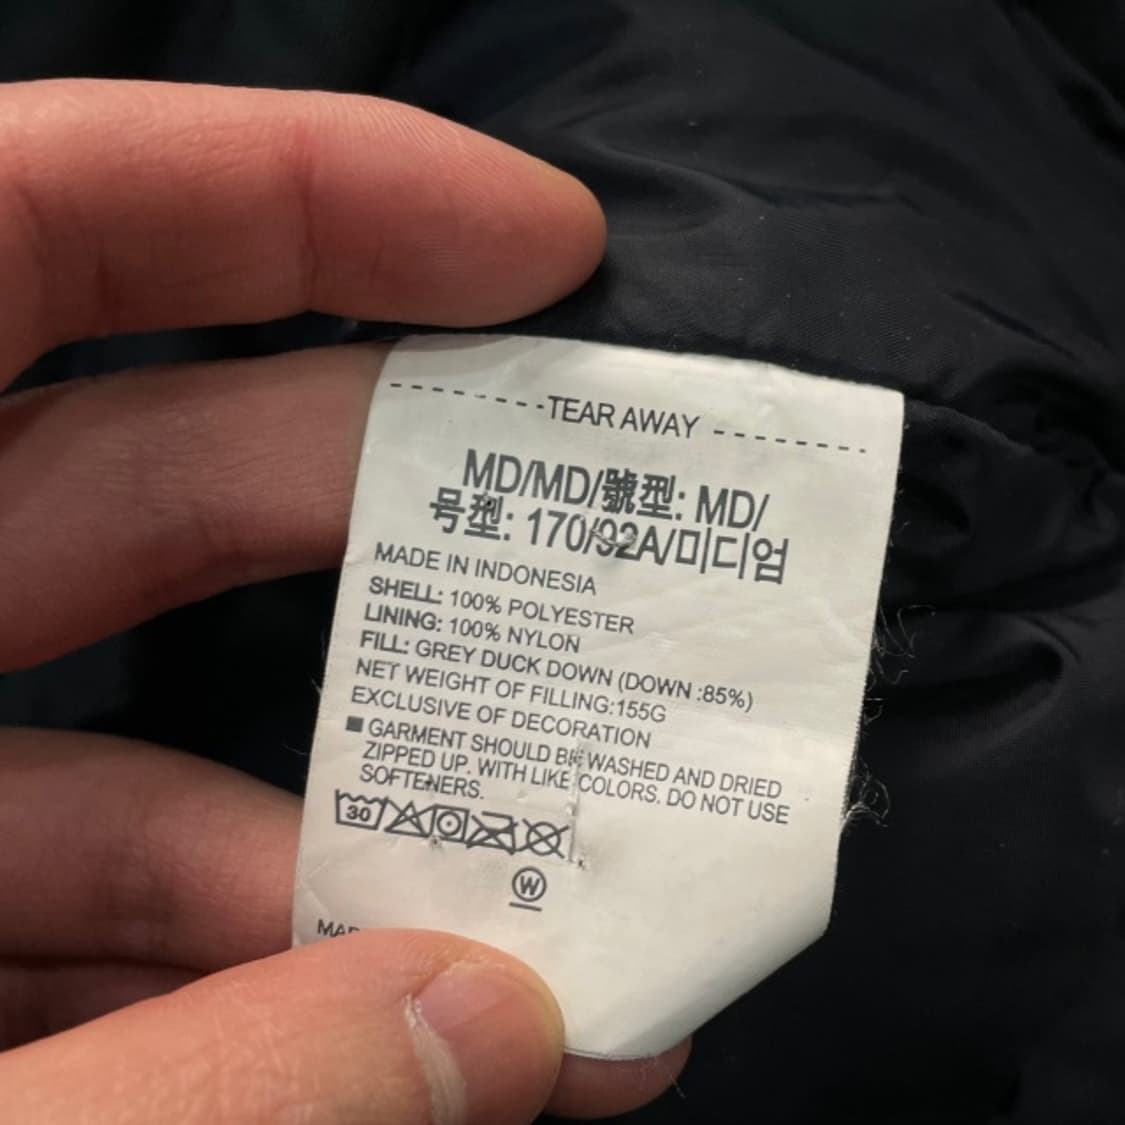 TEAR AWAY
MD/MD/號型: MD/
号型: 170/92A/미디엄
MADE IN INDONESIA
SHELL: 100% POLYESTER
LINING: 100% NYLON
FILL: GREY DUCK DOWN (DOWN :85%)
NET WEIGHT OF FILLING:155G
EXCLUSIVE OF DECORATION
GARMENT SHOULD BE WASHED AND DRIED
ZIPPED UP. WITH LIKE COLORS. DO NOT USE
SOFTENERS.
30
W